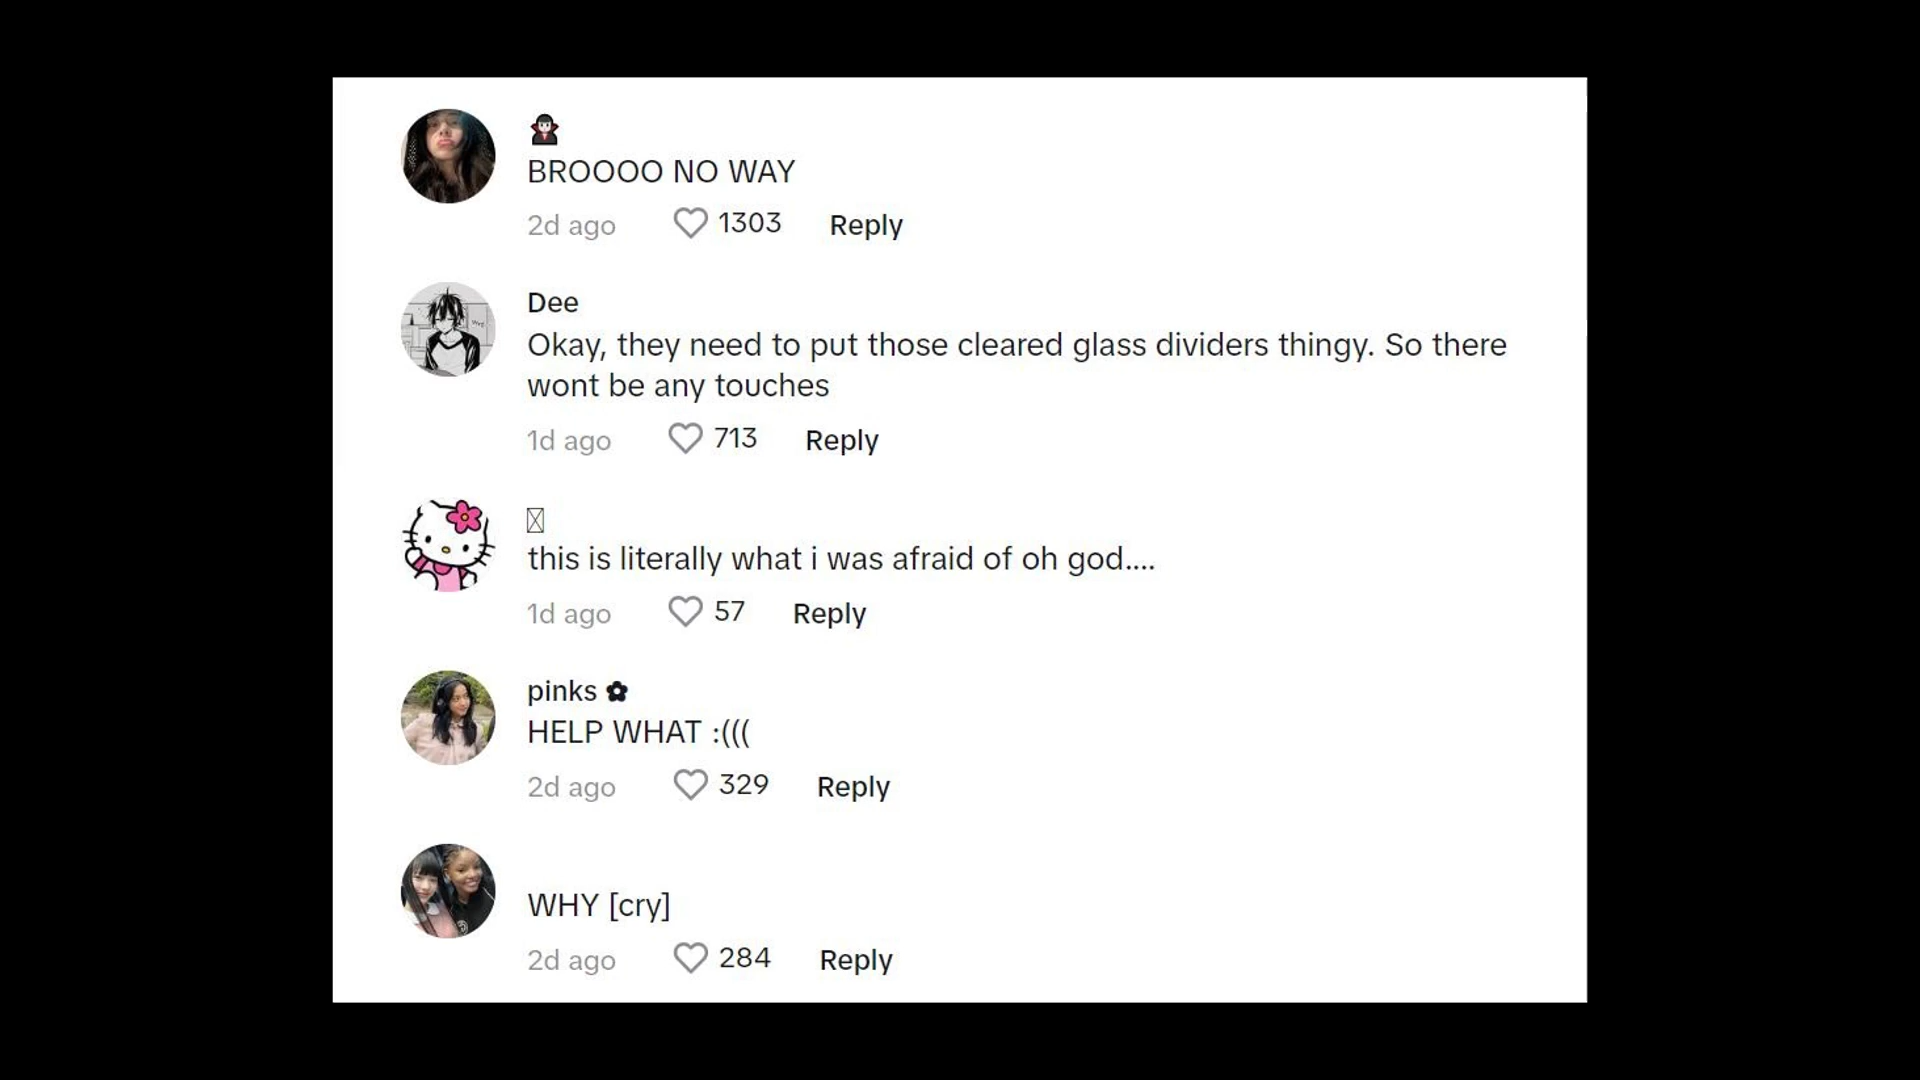 🧛🏻
BROOOO NO WAY
2d ago 1303 Reply
Dee
Okay, they need to put those cleared glass dividers thingy. So there
wont be any touches
1d ago 713 Reply
this is literally what i was afraid of oh god....
1d ago 57 Reply
pinks ✿
HELP WHAT :(((
2d ago 329 Reply
WHY [cry]
2d ago 284 Reply